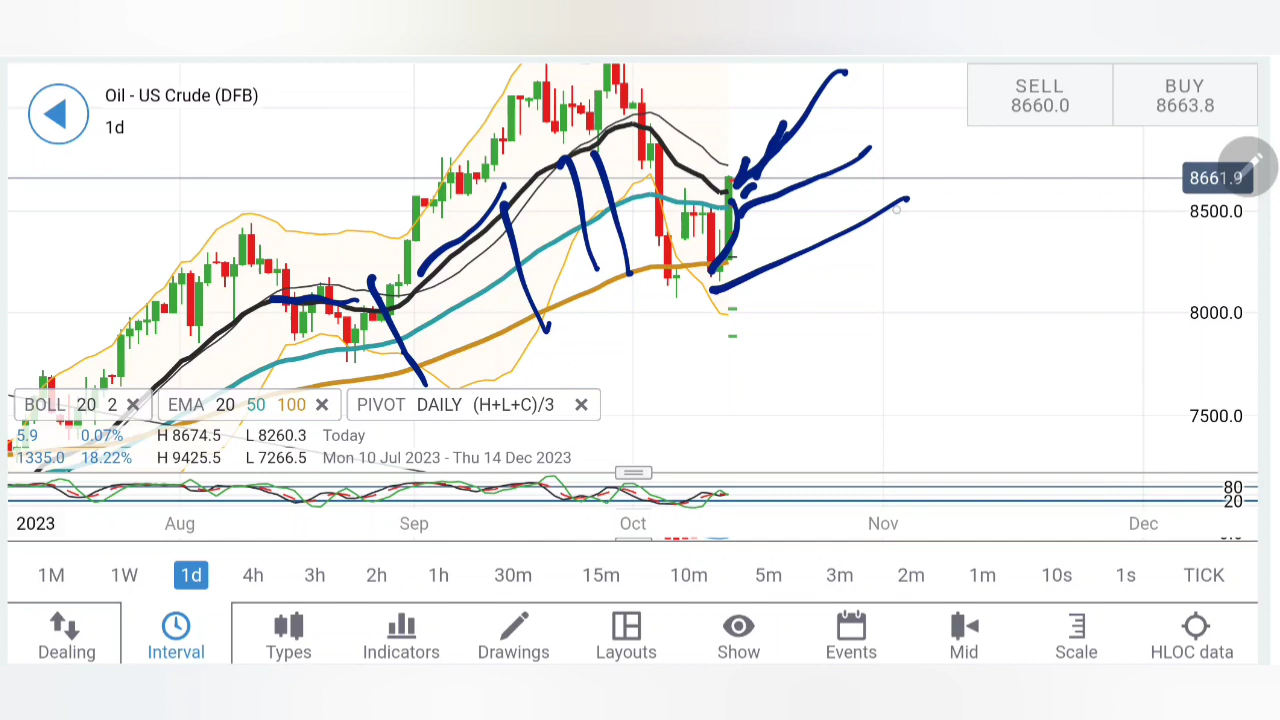 Oil - US Crude (DFB)
1d
SELL
8660.0
BUY
8663.8
8661.9
8500.0
8000.0
7500.0
BOLL 20 2 ✕ EMA 20 50 100 ✕ PIVOT DAILY (H+L+C)/3 ✕
5.9 0.07% H 8674.5 L 8260.3 Today
1335.0 18.22% H 9425.5 L 7266.5 Mon 10 Jul 2023 - Thu 14 Dec 2023
80
20
2023 Aug Sep Oct Nov Dec
1M 1W 1d 4h 3h 2h 1h 30m 15m 10m 5m 3m 2m 1m 10s 1s TICK
Dealing Interval Types Indicators Drawings Layouts Show Events Mid Scale HLOC data